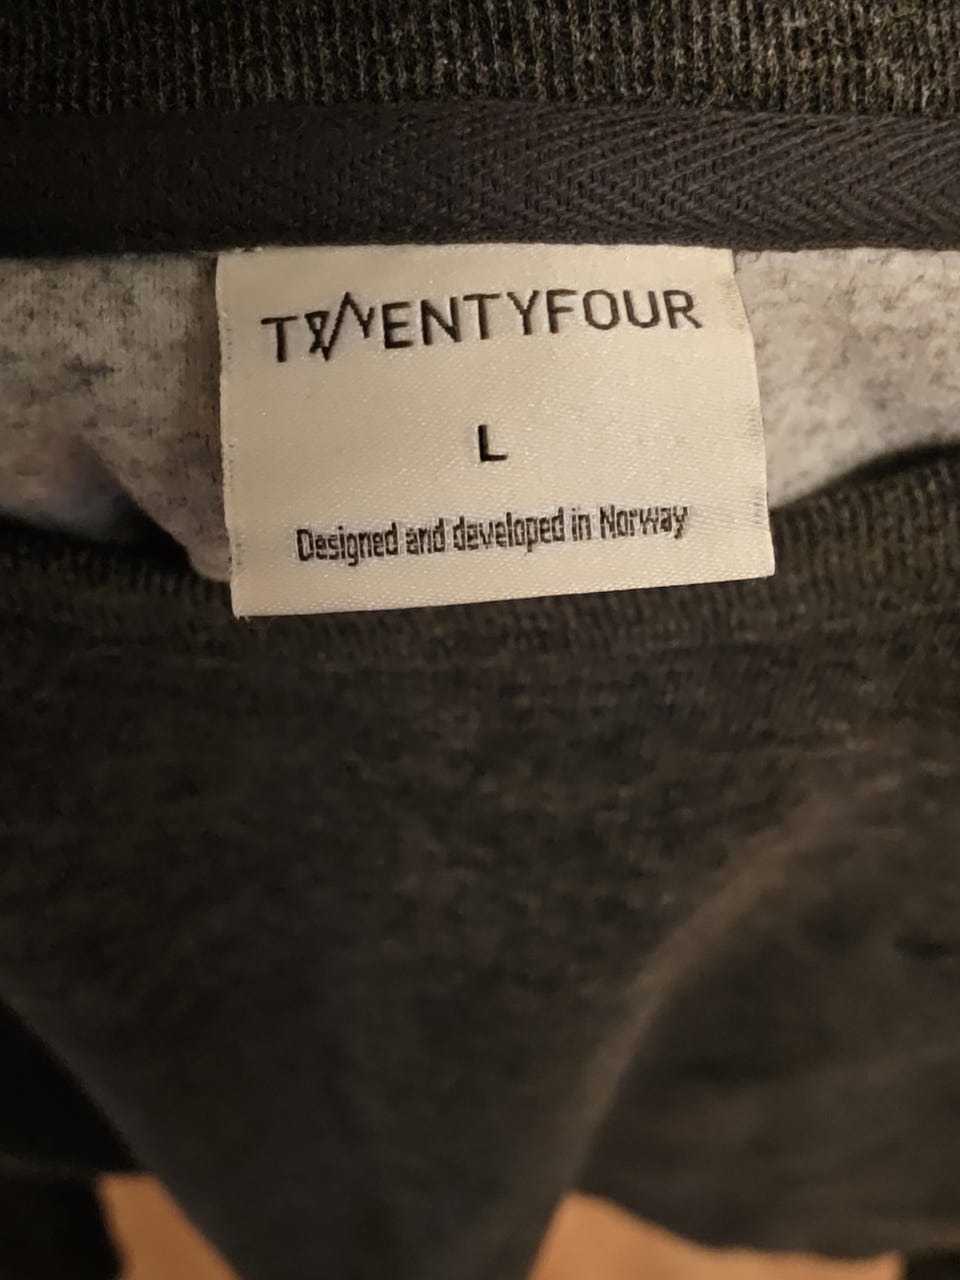 TWENTYFOUR
L
Designed and developed in Norway